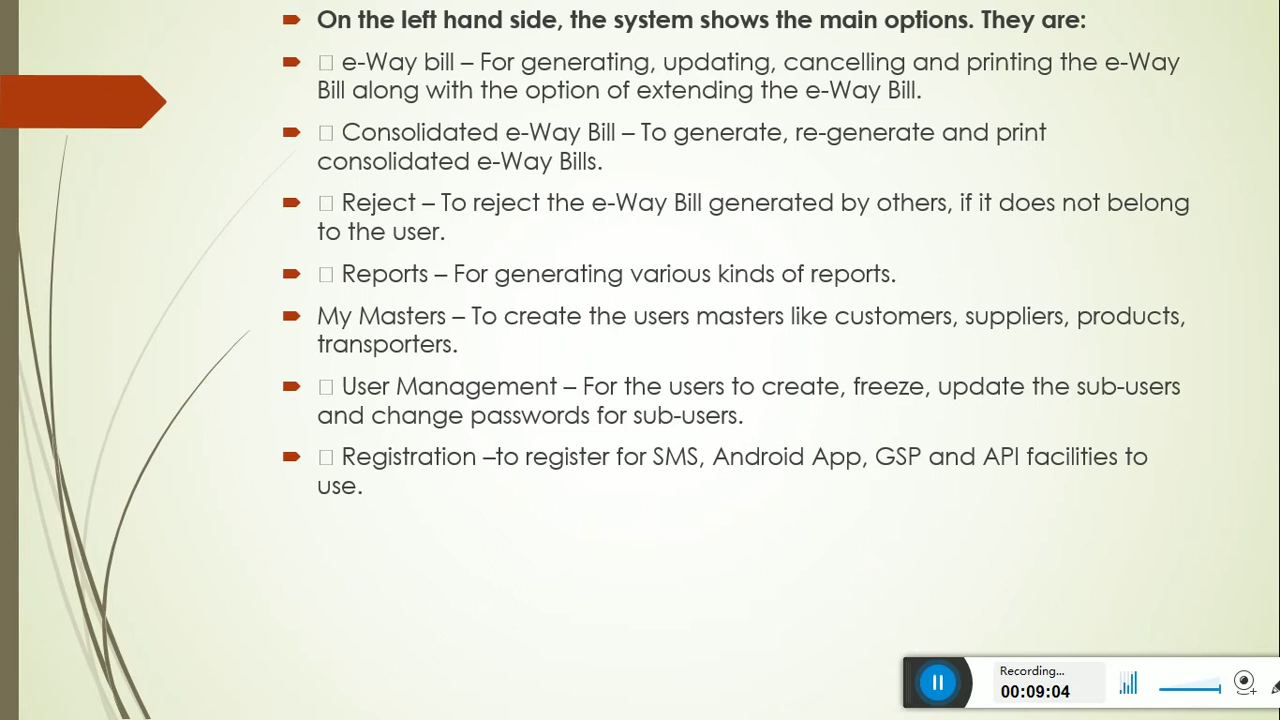 On the left hand side, the system shows the main options. They are:
□ e-Way bill – For generating, updating, cancelling and printing the e-Way
Bill along with the option of extending the e-Way Bill.
□ Consolidated e-Way Bill – To generate, re-generate and print
consolidated e-Way Bills.
□ Reject – To reject the e-Way Bill generated by others, if it does not belong
to the user.
□ Reports – For generating various kinds of reports.
My Masters – To create the users masters like customers, suppliers, products,
transporters.
□ User Management – For the users to create, freeze, update the sub-users
and change passwords for sub-users.
□ Registration –to register for SMS, Android App, GSP and API facilities to
use.
Recording...
00:09:04